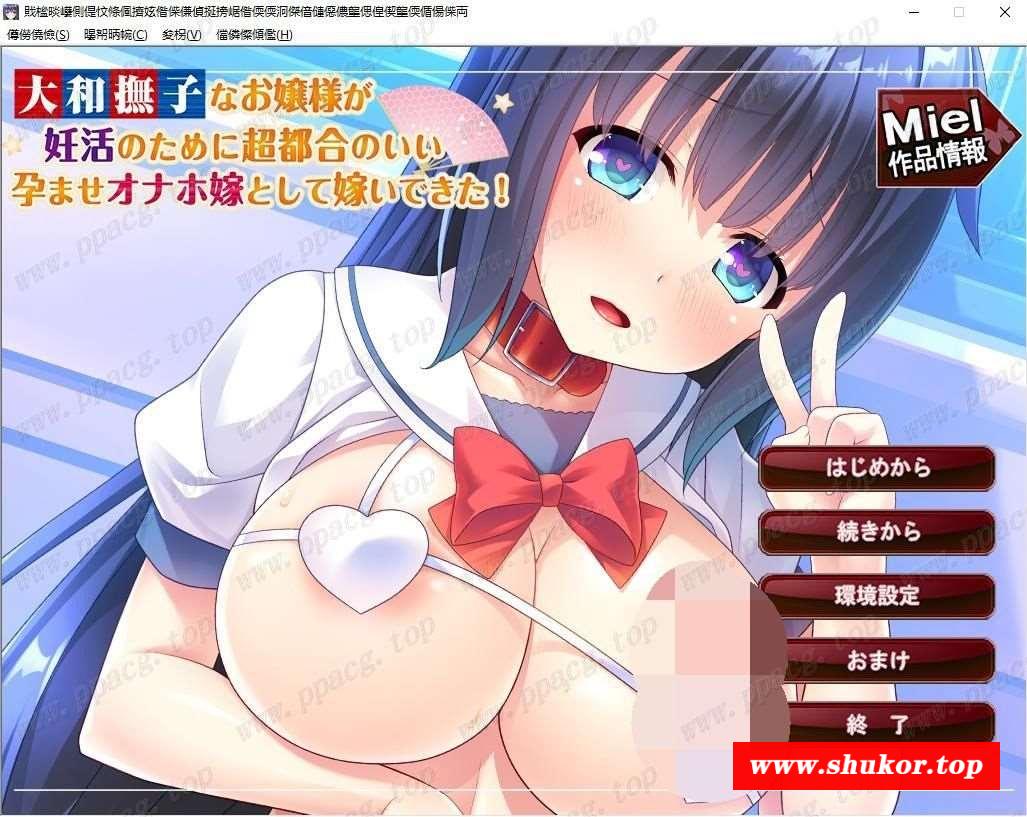 大和撫子なお嬢様が
妊活のために超都合のいい
孕ませオナホ嫁として嫁いできた！
Miel
作品情報
はじめから
続きから
環境設定
おまけ
終 了
www.shukor.top
www.ppacg.top